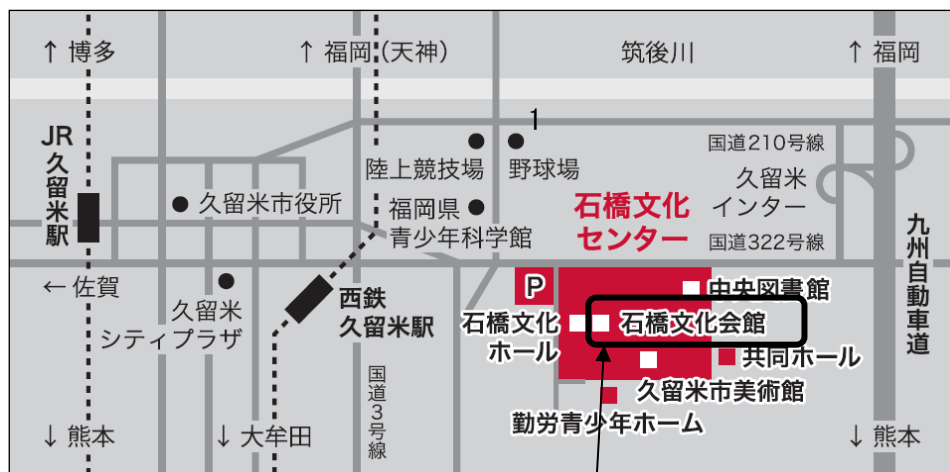 ↑ 博多
↑ 福岡（天神）
筑後川
↑ 福岡
1
JR
久留米駅
陸上競技場
野球場
国道210号線
久留米
インター
久留米市役所
福岡県
青少年科学館
石橋文化
センター
国道322号線
九州自動車道
← 佐賀
久留米
シティプラザ
西鉄
久留米駅
P
中央図書館
石橋文化
ホール
石橋文化会館
共同ホール
国道3号線
久留米市美術館
勤労青少年ホーム
↓ 熊本
↓ 大牟田
↓ 熊本